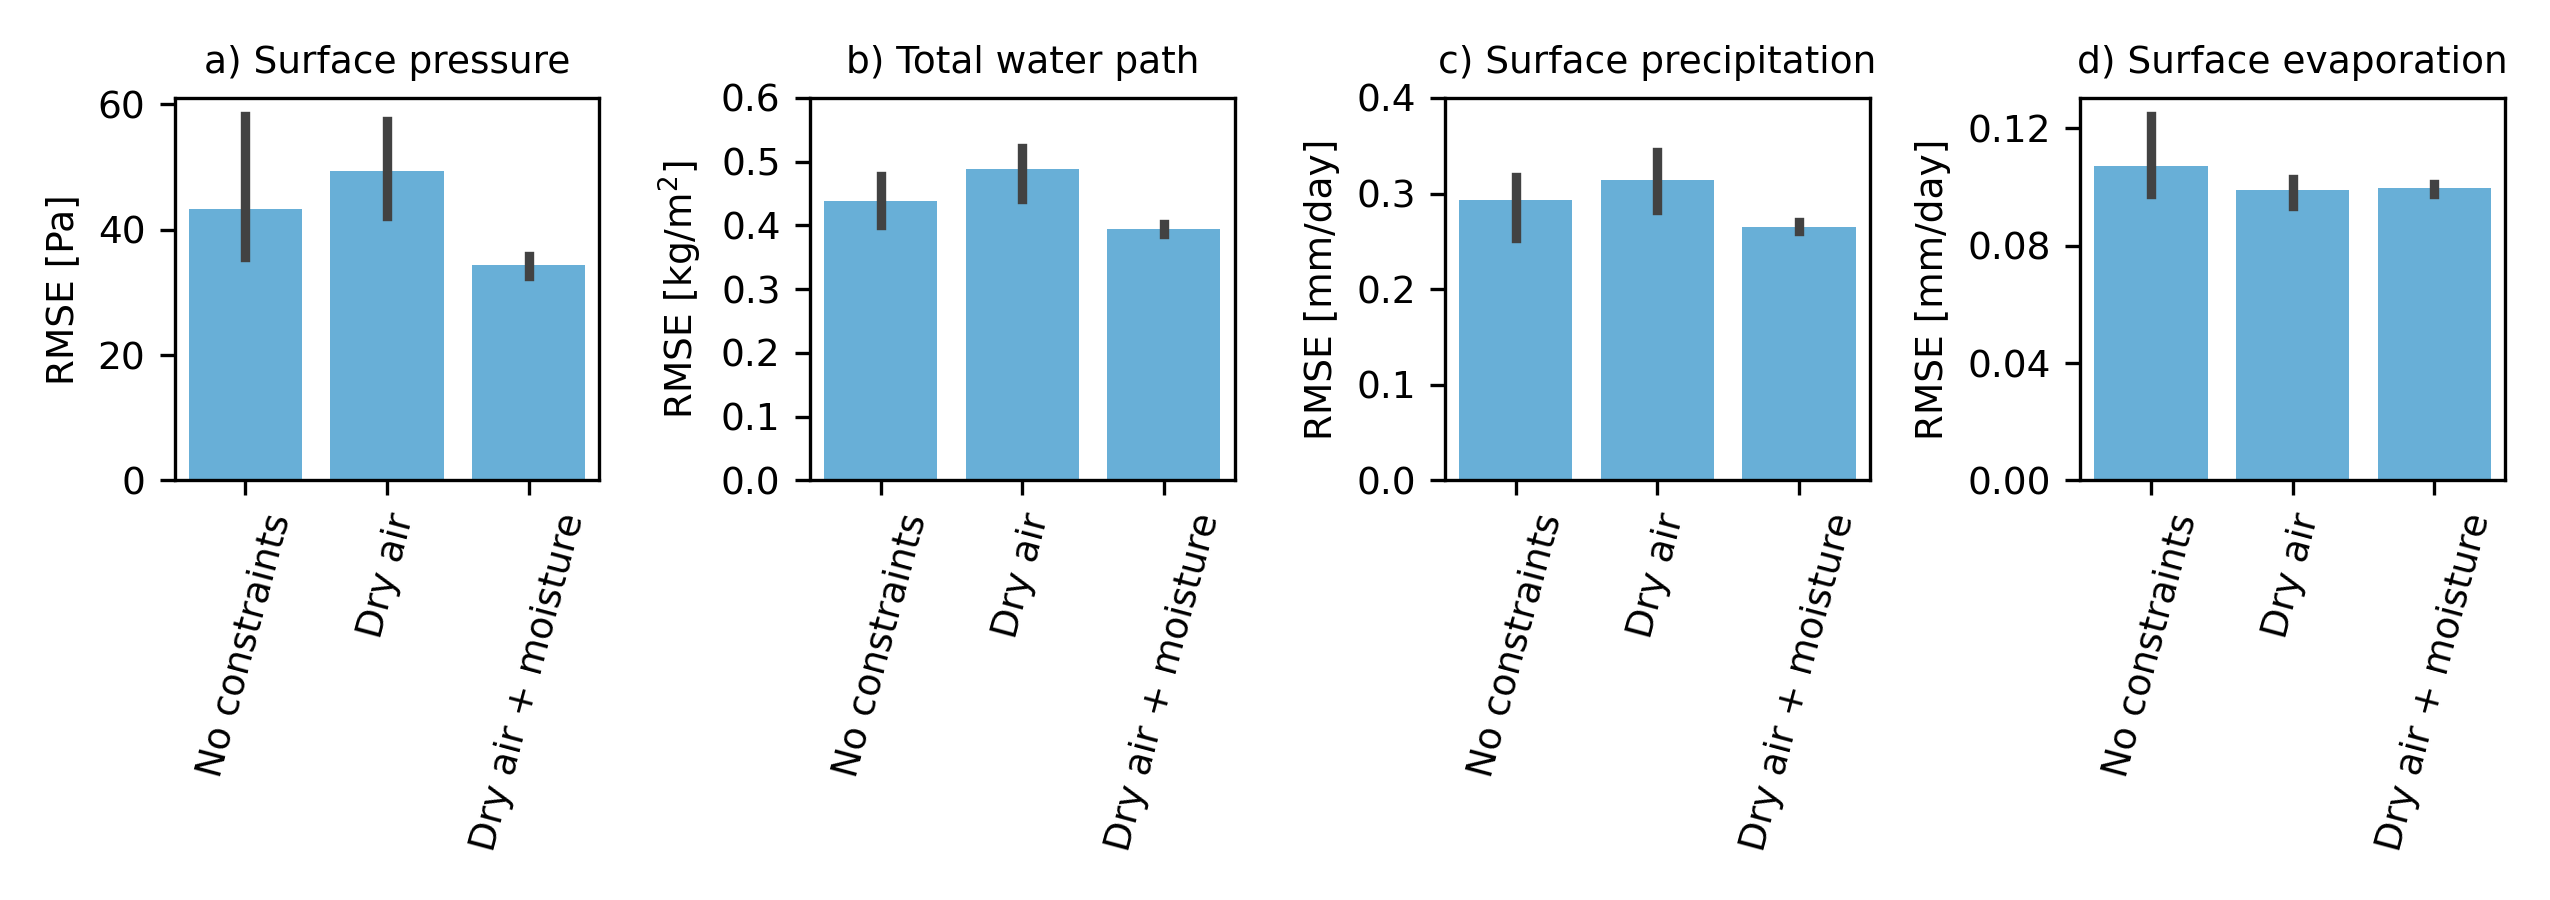 a) Surface pressure
RMSE [Pa]
60
40
20
0
No constraints
Dry air
Dry air + moisture
b) Total water path
RMSE [kg/m²]
0.6
0.5
0.4
0.3
0.2
0.1
0.0
No constraints
Dry air
Dry air + moisture
c) Surface precipitation
RMSE [mm/day]
0.4
0.3
0.2
0.1
0.0
No constraints
Dry air
Dry air + moisture
d) Surface evaporation
RMSE [mm/day]
0.12
0.08
0.04
0.00
No constraints
Dry air
Dry air + moisture